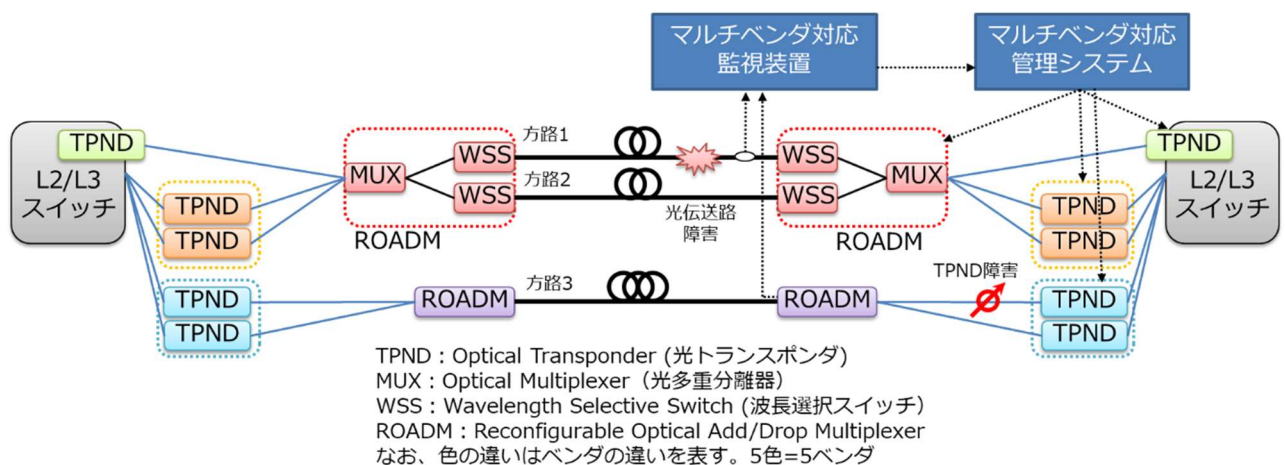 マルチベンダ対応
監視装置
マルチベンダ対応
管理システム
TPND
L2/L3
スイッチ
TPND
TPND
TPND
TPND
MUX
WSS
WSS
ROADM
方路1
方路2
光伝送路
障害
WSS
WSS
MUX
ROADM
ROADM
方路3
ROADM
TPND障害
TPND
L2/L3
スイッチ
TPND
TPND
TPND
TPND
TPND：Optical Transponder (光トランスポンダ)
MUX：Optical Multiplexer（光多重分離器）
WSS：Wavelength Selective Switch (波長選択スイッチ）
ROADM：Reconfigurable Optical Add/Drop Multiplexer
なお、色の違いはベンダの違いを表す。5色=5ベンダ